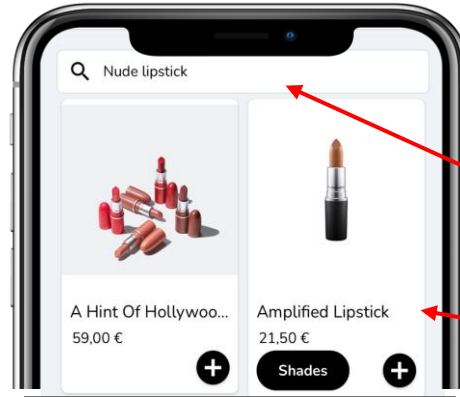 Nude lipstick
A Hint Of Hollywoo...
59,00 €
Amplified Lipstick
21,50 €
Shades